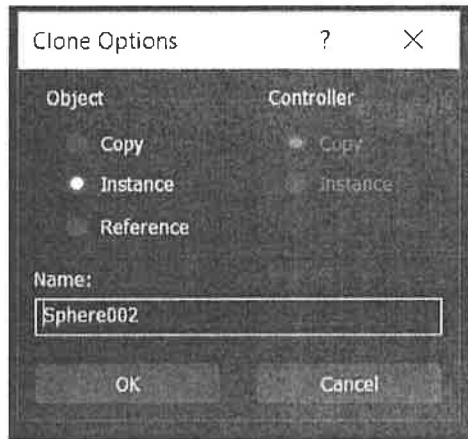 Clone Options ? ×
Object Controller
Copy Copy
Instance Instance
Reference
Name:
Sphere002
OK Cancel